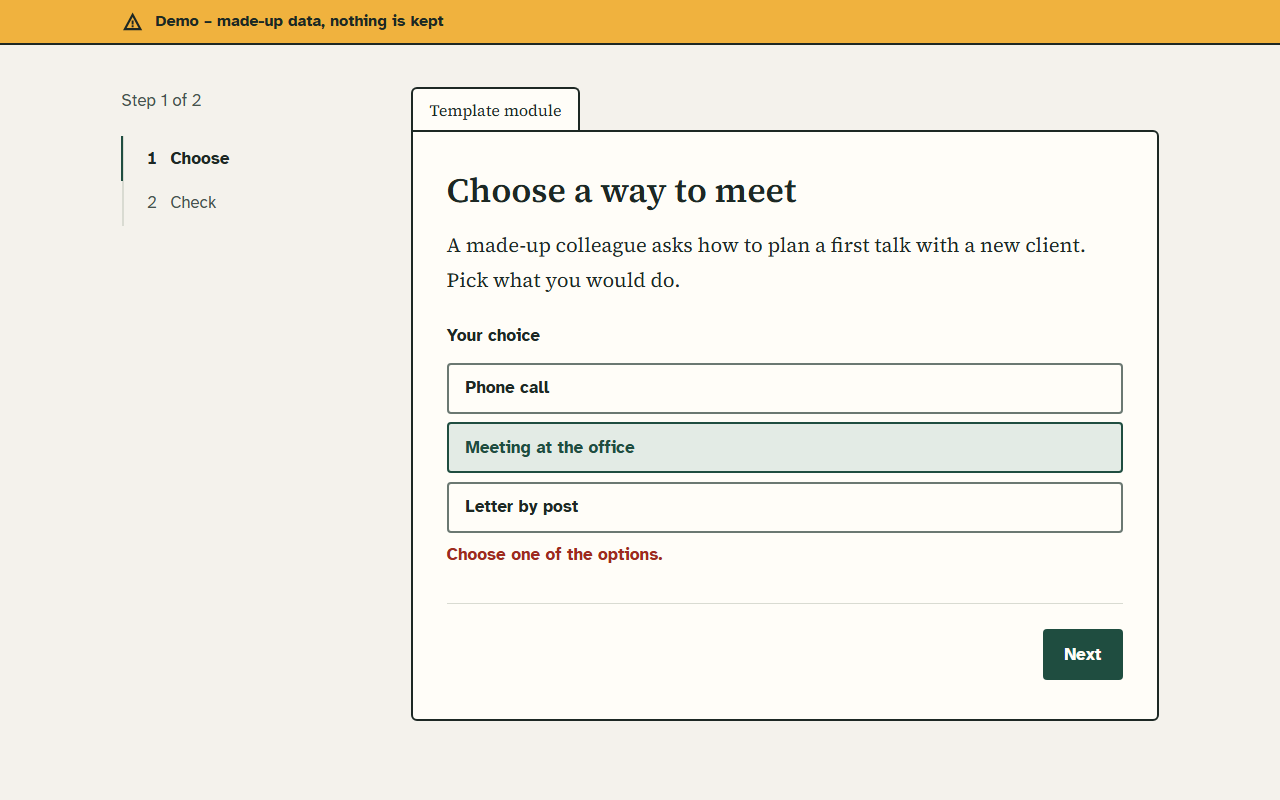 Demo – made-up data, nothing is kept
Step 1 of 2
1 Choose
2 Check
Template module
Choose a way to meet
A made-up colleague asks how to plan a first talk with a new client.
Pick what you would do.
Your choice
Phone call
Meeting at the office
Letter by post
Choose one of the options.
Next